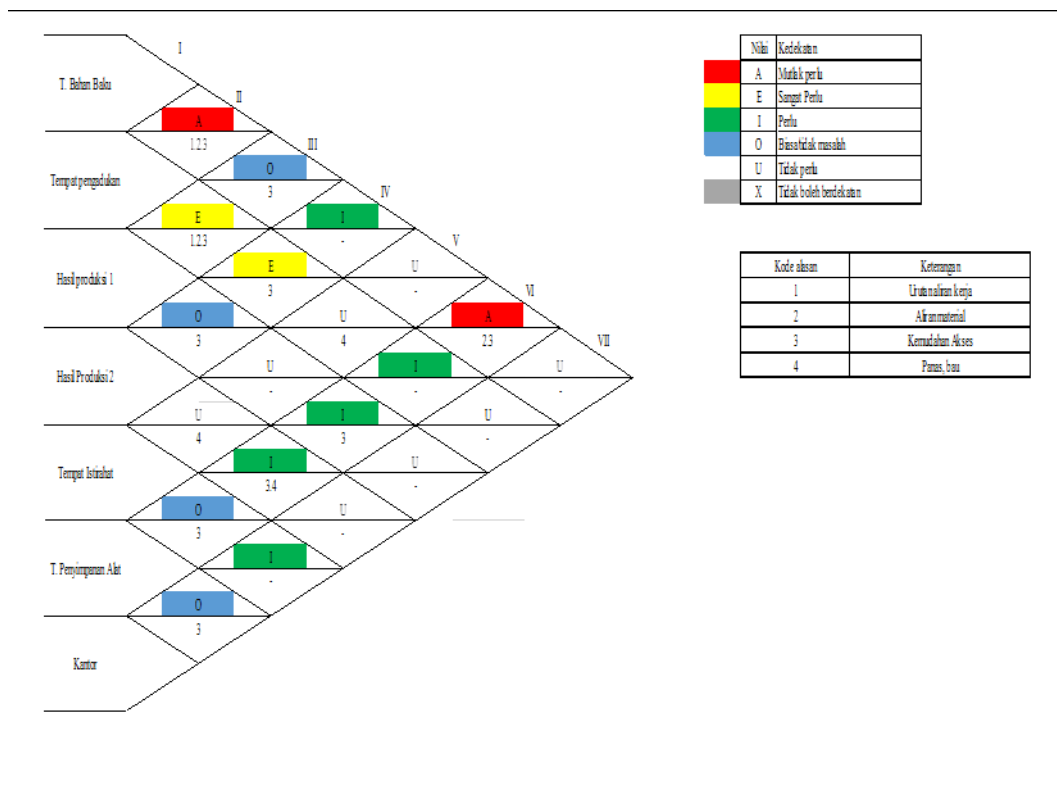 I
II
III
IV
V
VI
VII
T. Bahan Baku
A
1.2.3
O
3
Tempat pengadukan
E
1.2.3
I
-
Hasil produksi 1
E
3
U
-
O
3
U
4
A
2.3
Hasil Produksi 2
U
-
I
-
U
-
U
4
I
3
U
-
Tempat Istirahat
I
3.4
U
-
O
3
U
-
T. Penyimpanan Alat
I
-
O
3
Kantor
Nilai Kedekatan
A Mutlak perlu
E Sangat Perlu
I Perlu
O Biasa tidak masalah
U Tidak perlu
X Tidak boleh berdekatan
Kode alasan Keterangan
1 Urutan aliran kerja
2 Aliran material
3 Kemudahan Akses
4 Panas, bau